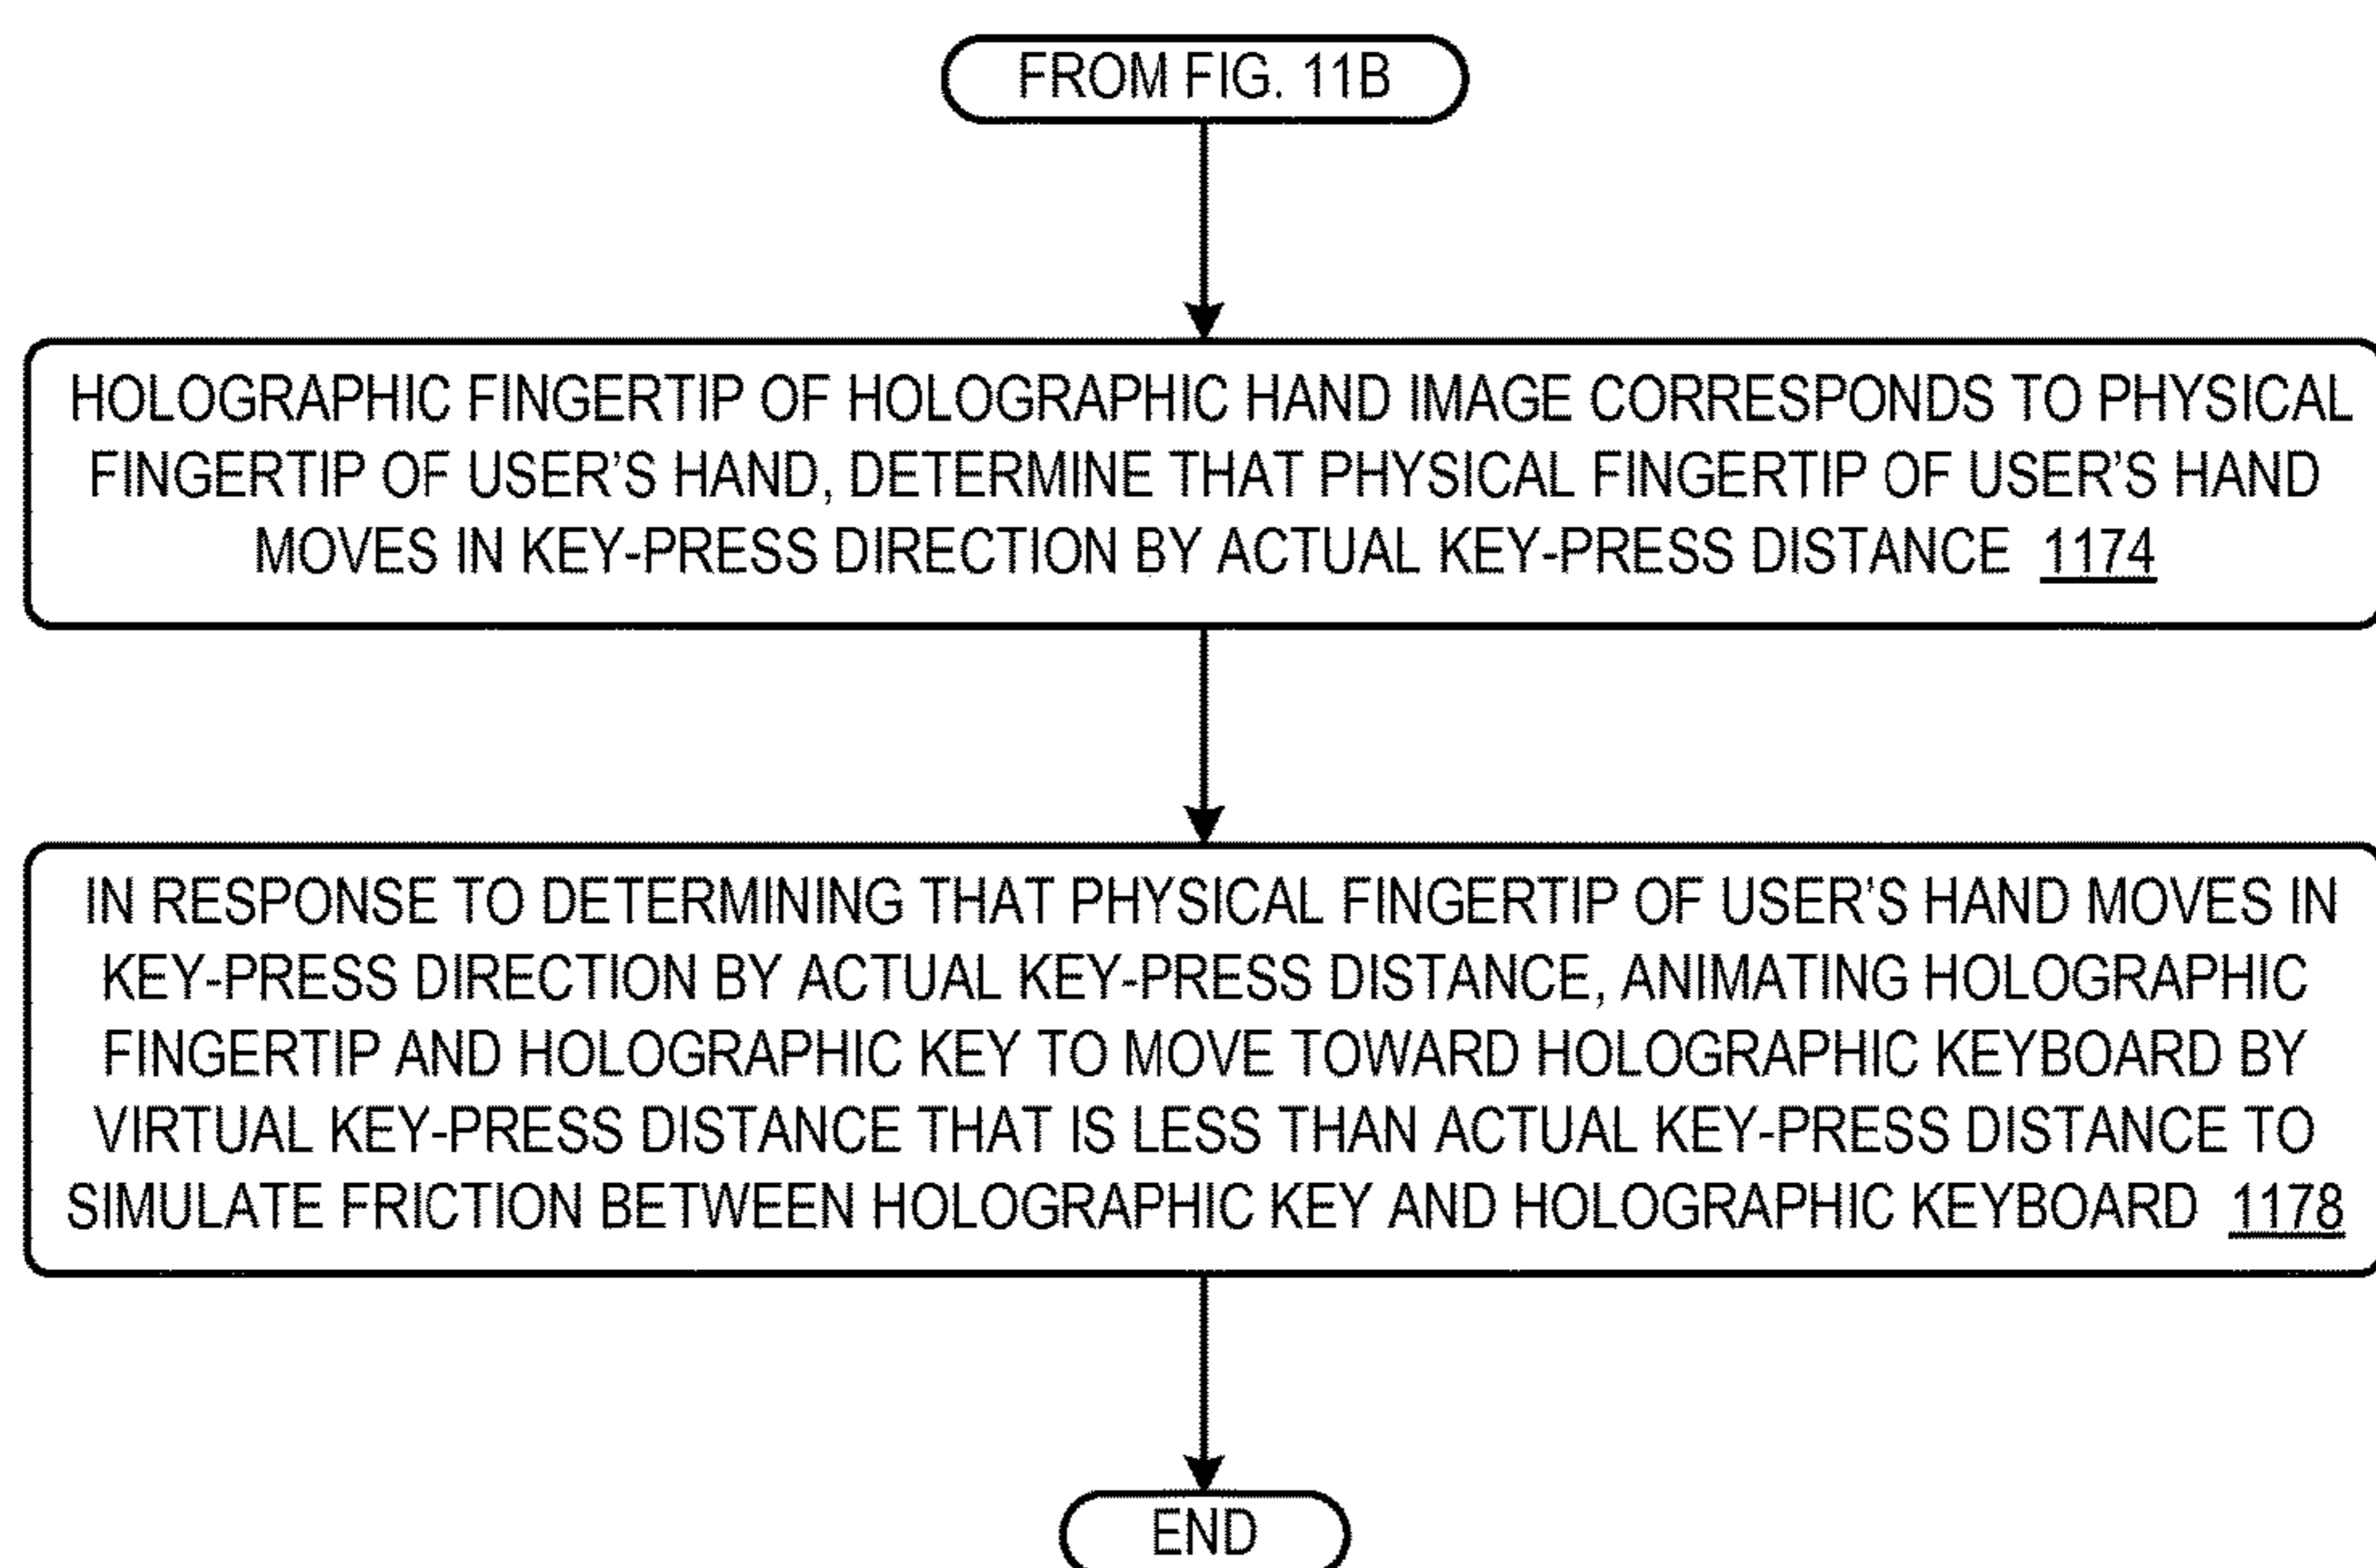 FROM FIG. 11B
HOLOGRAPHIC FINGERTIP OF HOLOGRAPHIC HAND IMAGE CORRESPONDS TO PHYSICAL
FINGERTIP OF USER'S HAND, DETERMINE THAT PHYSICAL FINGERTIP OF USER'S HAND
MOVES IN KEY-PRESS DIRECTION BY ACTUAL KEY-PRESS DISTANCE 1174
IN RESPONSE TO DETERMINING THAT PHYSICAL FINGERTIP OF USER'S HAND MOVES IN
KEY-PRESS DIRECTION BY ACTUAL KEY-PRESS DISTANCE, ANIMATING HOLOGRAPHIC
FINGERTIP AND HOLOGRAPHIC KEY TO MOVE TOWARD HOLOGRAPHIC KEYBOARD BY
VIRTUAL KEY-PRESS DISTANCE THAT IS LESS THAN ACTUAL KEY-PRESS DISTANCE TO
SIMULATE FRICTION BETWEEN HOLOGRAPHIC KEY AND HOLOGRAPHIC KEYBOARD 1178
END